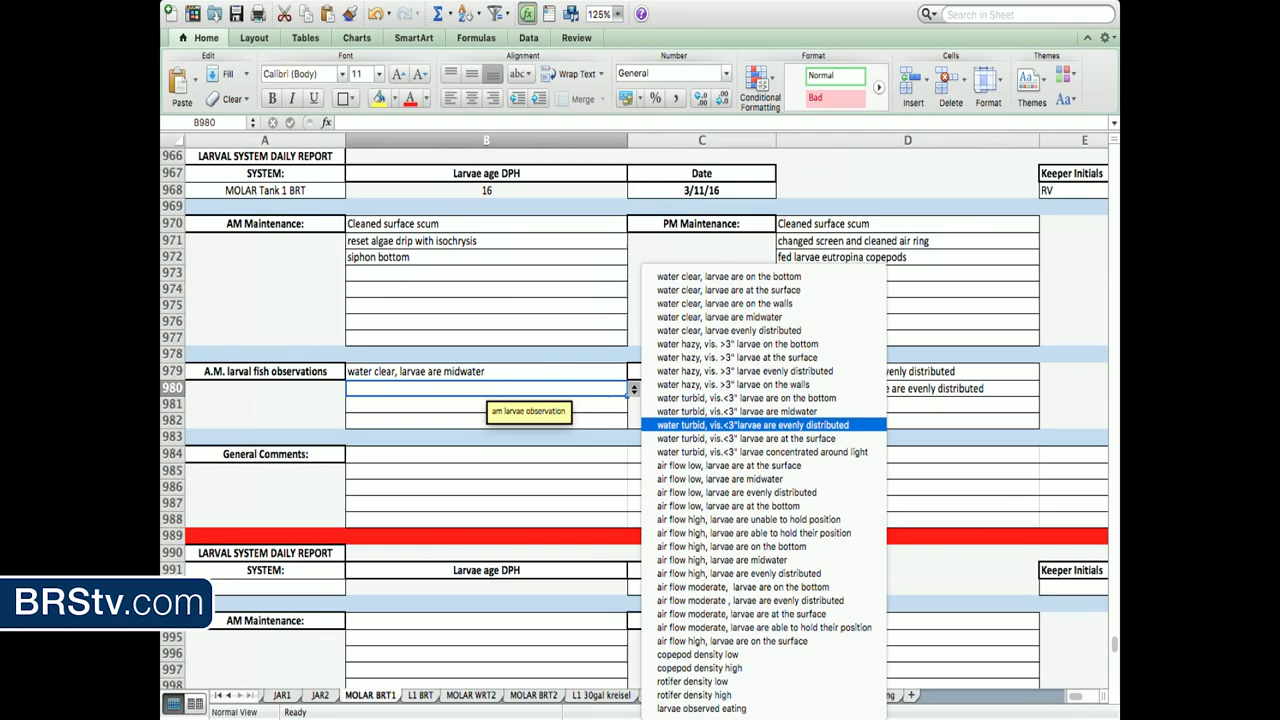 125%
Search in Sheet
Home Layout Tables Charts SmartArt Formulas Data Review
Edit Font Alignment Number Format Cells Themes
Fill Calibri (Body) 11 A A abc Wrap Text General Normal
Paste Clear B I U A Merge % Conditional Formatting Bad Insert Delete Format Themes Aa
B980 fx
A B C D E
966 LARVAL SYSTEM DAILY REPORT
967 SYSTEM: Larvae age DPH Date Keeper Initials
968 MOLAR Tank 1 BRT 16 3/11/16 RV
969
970 AM Maintenance: Cleaned surface scum PM Maintenance: Cleaned surface scum
971 reset algae drip with isochrysis changed screen and cleaned air ring
972 siphon bottom fed larvae eutropina copepods
973
974
975
976
977
978
979 A.M. larval fish observations water clear, larvae are midwater venly distributed
980 e are evenly distributed
981
982
983
984 General Comments:
985
986
987
988
989
990 LARVAL SYSTEM DAILY REPORT
991 SYSTEM: Larvae age DPH Keeper Initials
AM Maintenance:
995
996
997
998
am larvae observation
water clear, larvae are on the bottom
water clear, larvae are at the surface
water clear, larvae are on the walls
water clear, larvae are midwater
water clear, larvae evenly distributed
water hazy, vis. >3" larvae on the bottom
water hazy, vis. >3" larvae at the surface
water hazy, vis. >3" larvae evenly distributed
water hazy, vis. >3" larvae on the walls
water turbid, vis.<3" larvae are on the bottom
water turbid, vis.<3" larvae are midwater
water turbid, vis.<3"larvae are evenly distributed
water turbid, vis.<3" larvae are at the surface
water turbid, vis.<3" larvae concentrated around light
air flow low, larvae are at the surface
air flow low, larvae are midwater
air flow low, larvae are evenly distributed
air flow low, larvae are at the bottom
air flow high, larvae are unable to hold position
air flow high, larvae are able to hold their position
air flow high, larvae are on the bottom
air flow high, larvae are midwater
air flow high, larvae are evenly distributed
air flow moderate, larvae are on the bottom
air flow moderate , larvae are evenly distributed
air flow moderate, larvae are at the surface
air flow moderate, larvae are able to hold their position
air flow high, larvae are on the surface
copepod density low
copepod density high
rotifer density low
rotifer density high
larvae observed eating
BRStv.com
JAR1 JAR2 MOLAR BRT1 L1 BRT MOLAR WRT2 MOLAR BRT2 L1 30gal kreisel ng
Normal View Ready